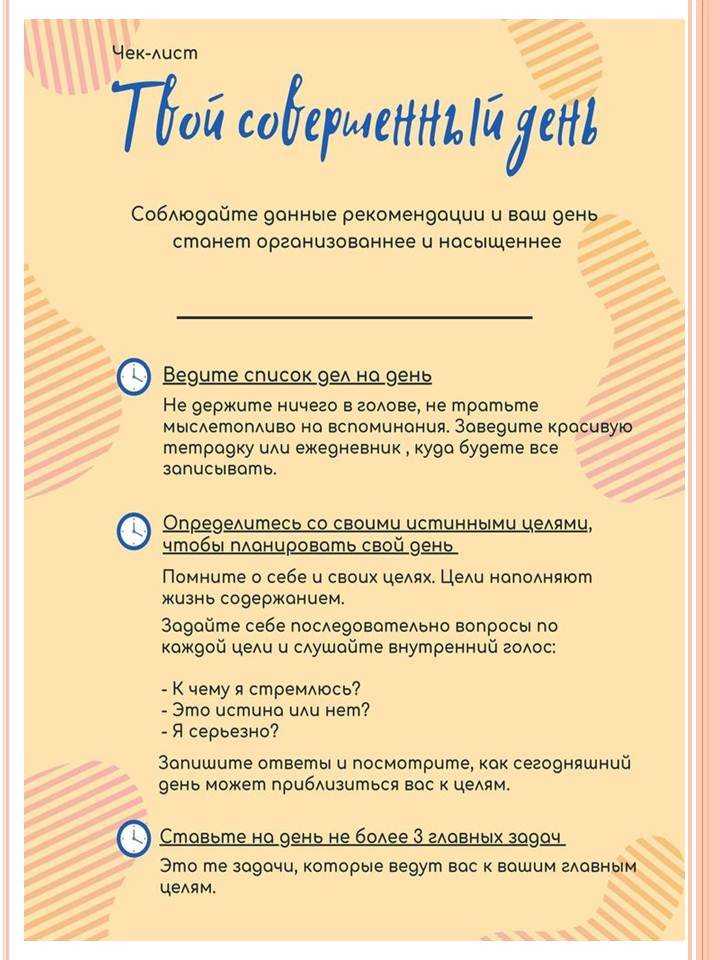 Чек-лист
Твой совершенный день
Соблюдайте данные рекомендации и ваш день
станет организованнее и насыщеннее
Ведите список дел на день
Не держите ничего в голове, не тратьте
мыслетопливо на вспоминания. Заведите красивую
тетрадку или ежедневник , куда будете все
записывать.
Определитесь со своими истинными целями,
чтобы планировать свой день
Помните о себе и своих целях. Цели наполняют
жизнь содержанием.
Задайте себе последовательно вопросы по
каждой цели и слушайте внутренний голос:
- К чему я стремлюсь?
- Это истина или нет?
- Я серьезно?
Запишите ответы и посмотрите, как сегодняшний
день может приблизиться вас к целям.
Ставьте на день не более 3 главных задач
Это те задачи, которые ведут вас к вашим главным
целям.